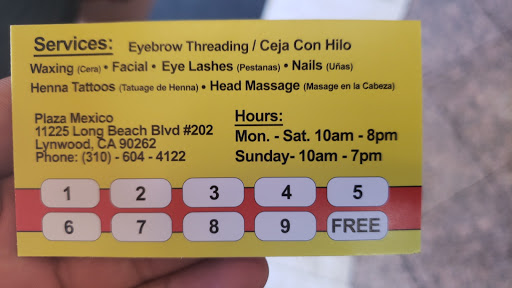 Services: Eyebrow Threading / Ceja Con Hilo
Waxing (Cera) • Facial • Eye Lashes (Pestanas) • Nails (Uñas)
Henna Tattoos (Tatuage de Henna) • Head Massage (Masage en la Cabeza)
Plaza Mexico
11225 Long Beach Blvd #202
Lynwood, CA 90262
Phone: (310) - 604 - 4122
Hours:
Mon. - Sat. 10am - 8pm
Sunday- 10am - 7pm
1 2 3 4 5
6 7 8 9 FREE